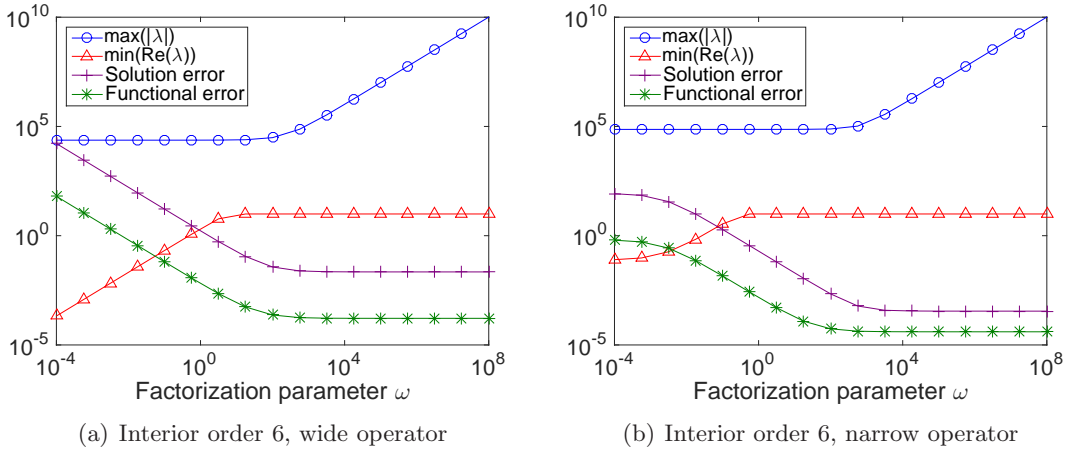 10^10
10^5
10^0
10^-5
10^-4
10^0
10^4
10^8
max(|λ|)
min(Re(λ))
Solution error
Functional error
Factorization parameter ω
(a) Interior order 6, wide operator
10^10
10^5
10^0
10^-5
10^-4
10^0
10^4
10^8
max(|λ|)
min(Re(λ))
Solution error
Functional error
Factorization parameter ω
(b) Interior order 6, narrow operator